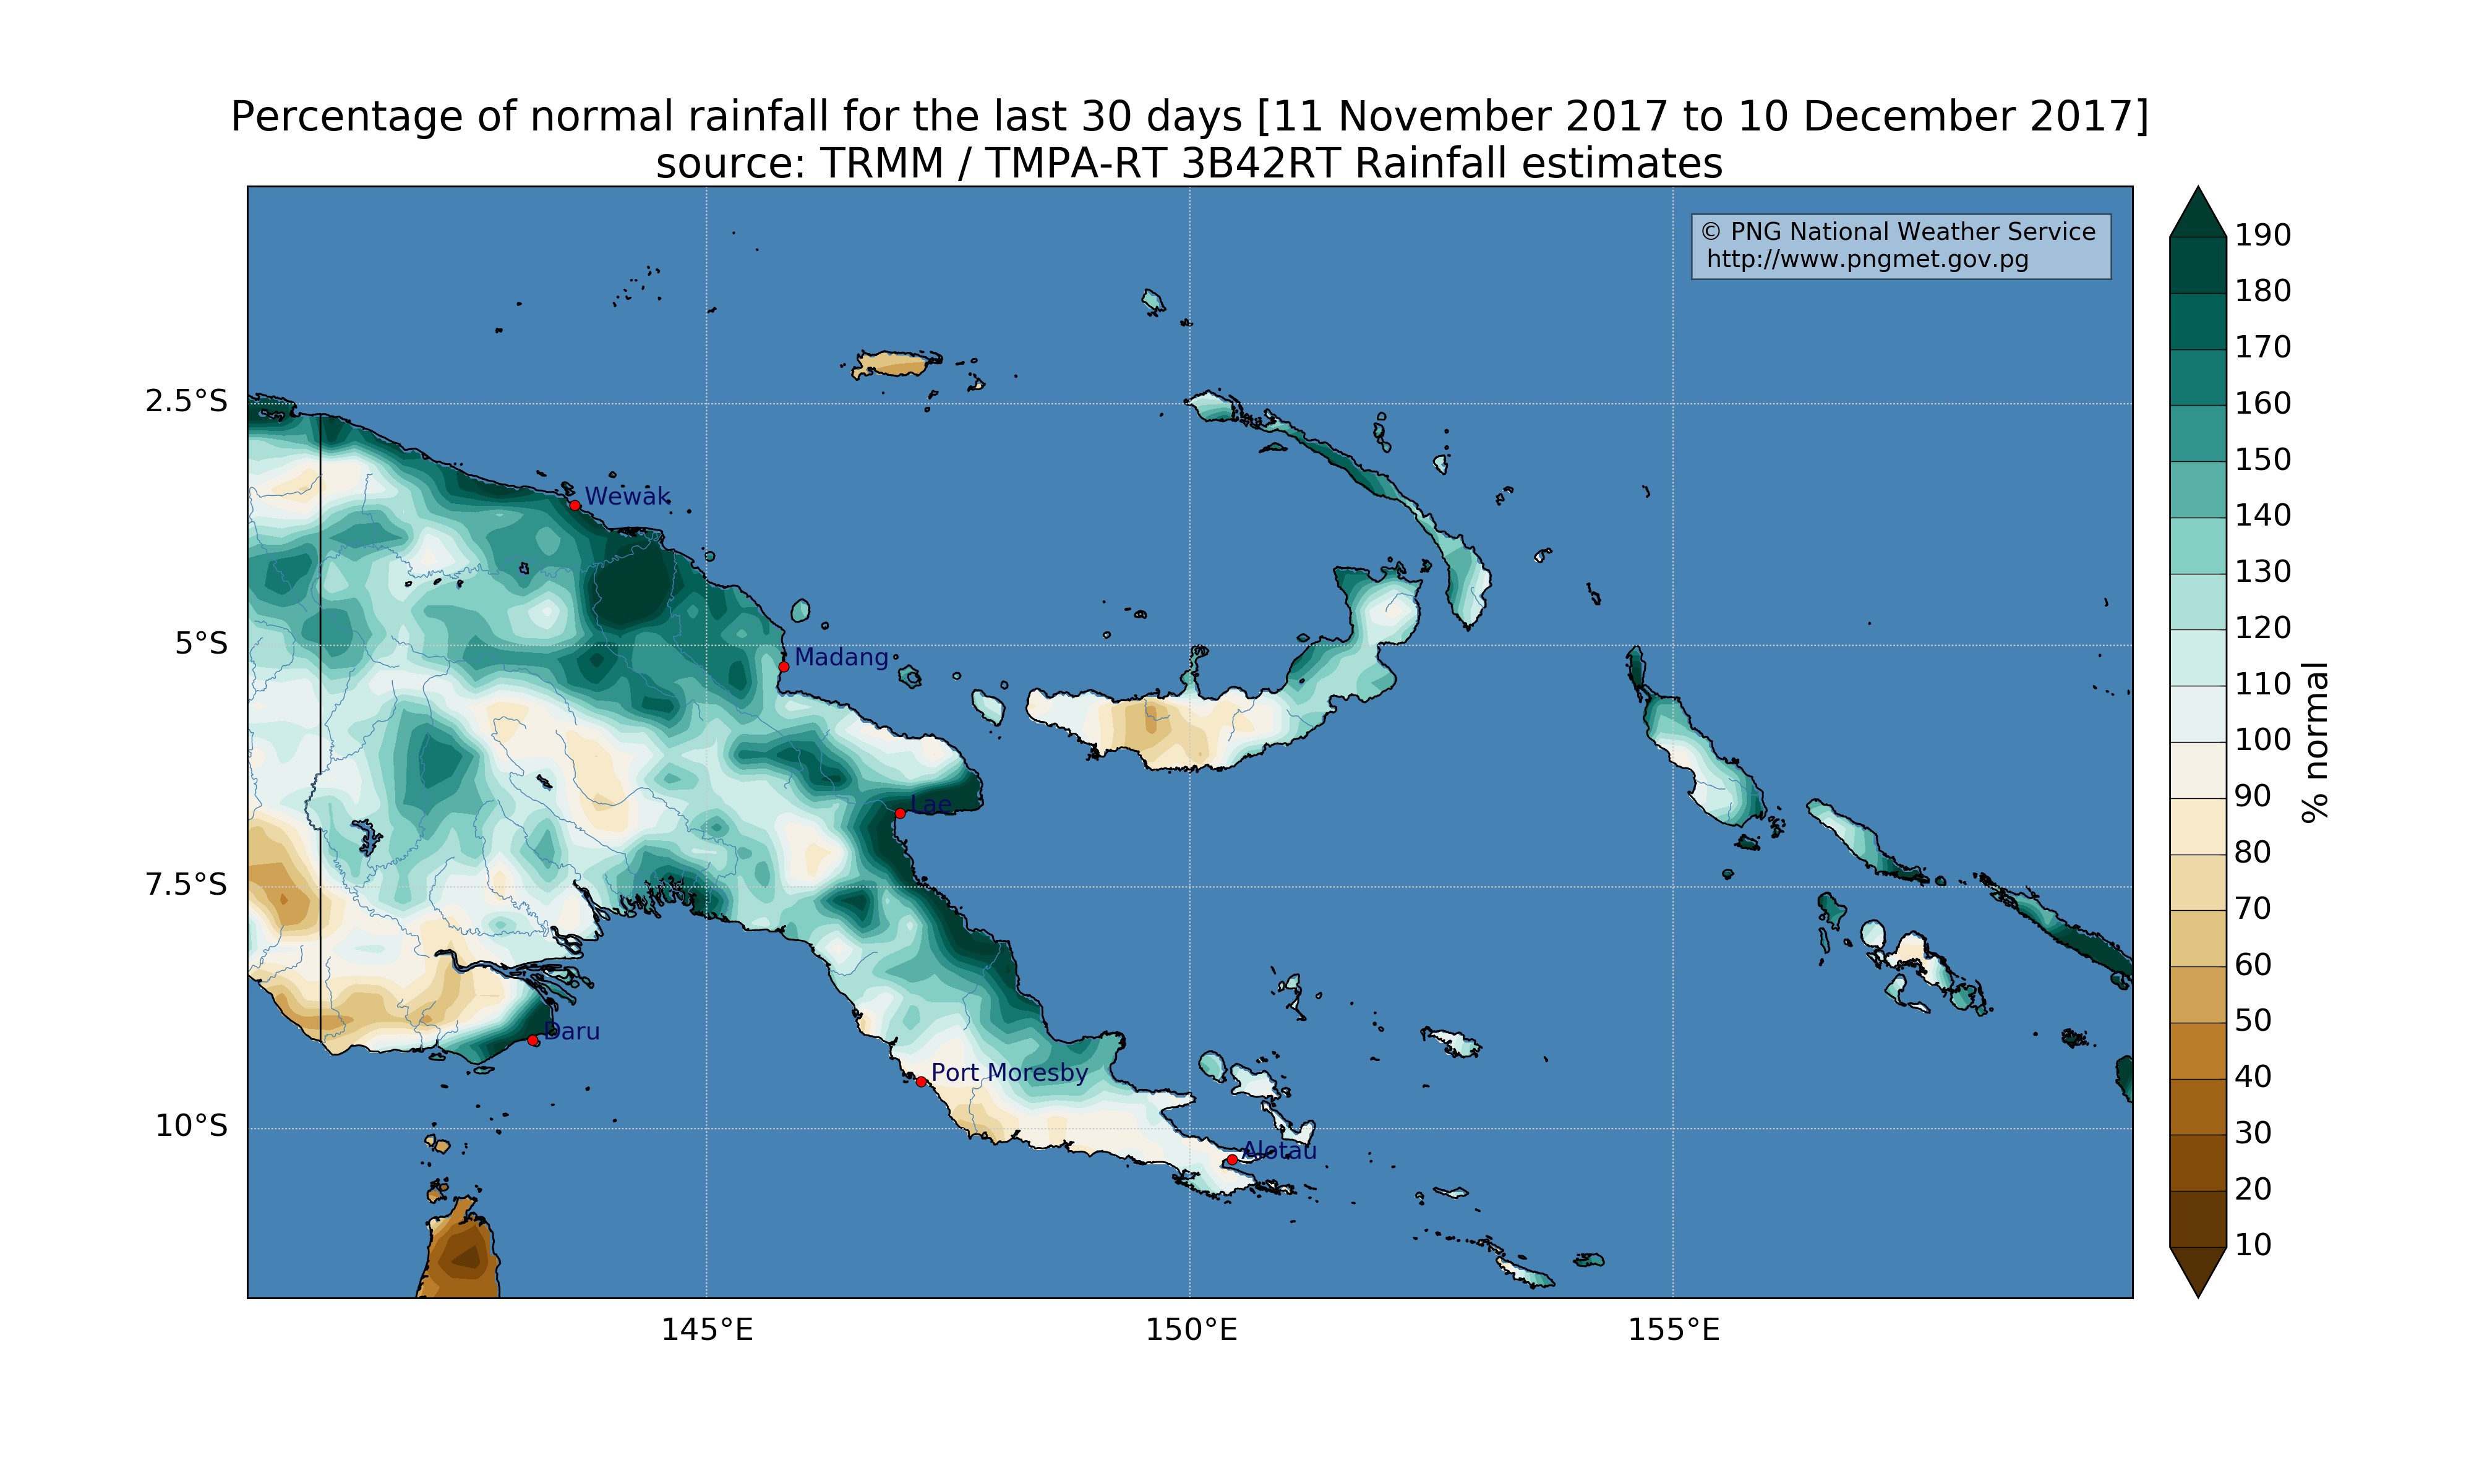 Percentage of normal rainfall for the last 30 days [11 November 2017 to 10 December 2017]
source: TRMM / TMPA-RT 3B42RT Rainfall estimates
© PNG National Weather Service
http://www.pngmet.gov.pg
190
180
170
160
150
140
130
120
110
100
90
80
70
60
50
40
30
20
10
% normal
2.5°S
5°S
7.5°S
10°S
Wewak
Madang
Lae
Daru
Port Moresby
Alotau
145°E
150°E
155°E